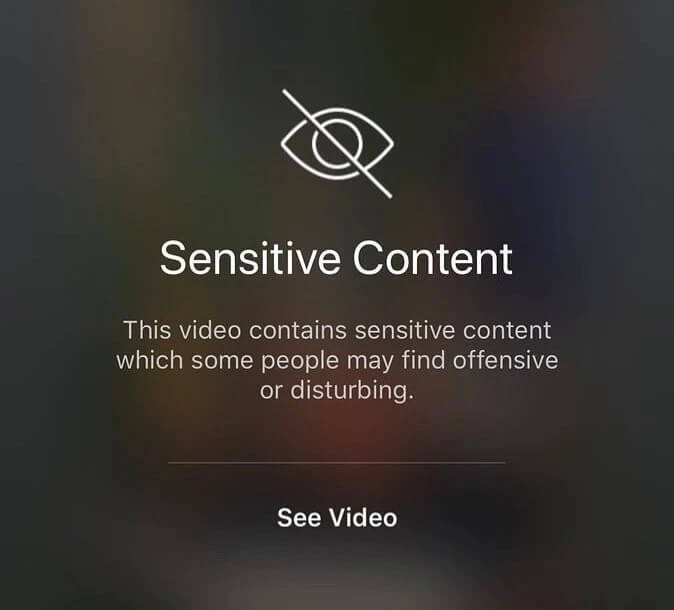 Sensitive Content
This video contains sensitive content
which some people may find offensive
or disturbing.
See Video